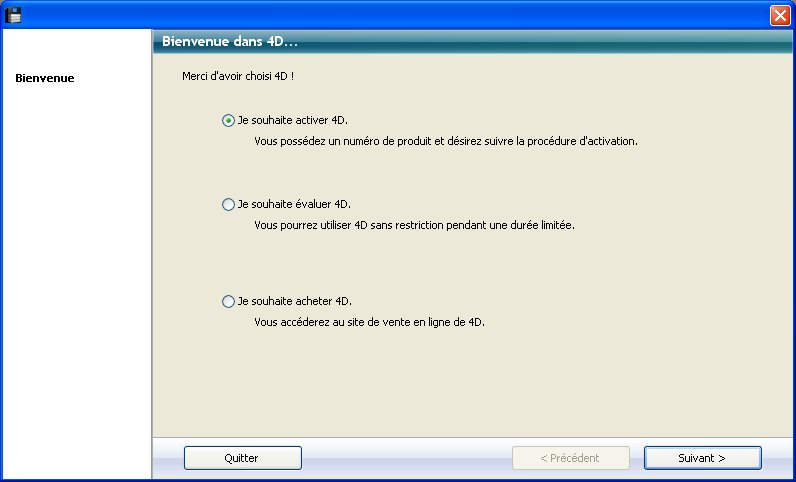 Bienvenue dans 4D...
Bienvenue
Merci d'avoir choisi 4D !
Je souhaite activer 4D.
Vous possédez un numéro de produit et désirez suivre la procédure d'activation.
Je souhaite évaluer 4D.
Vous pourrez utiliser 4D sans restriction pendant une durée limitée.
Je souhaite acheter 4D.
Vous accéderez au site de vente en ligne de 4D.
Quitter
< Précédent
Suivant >